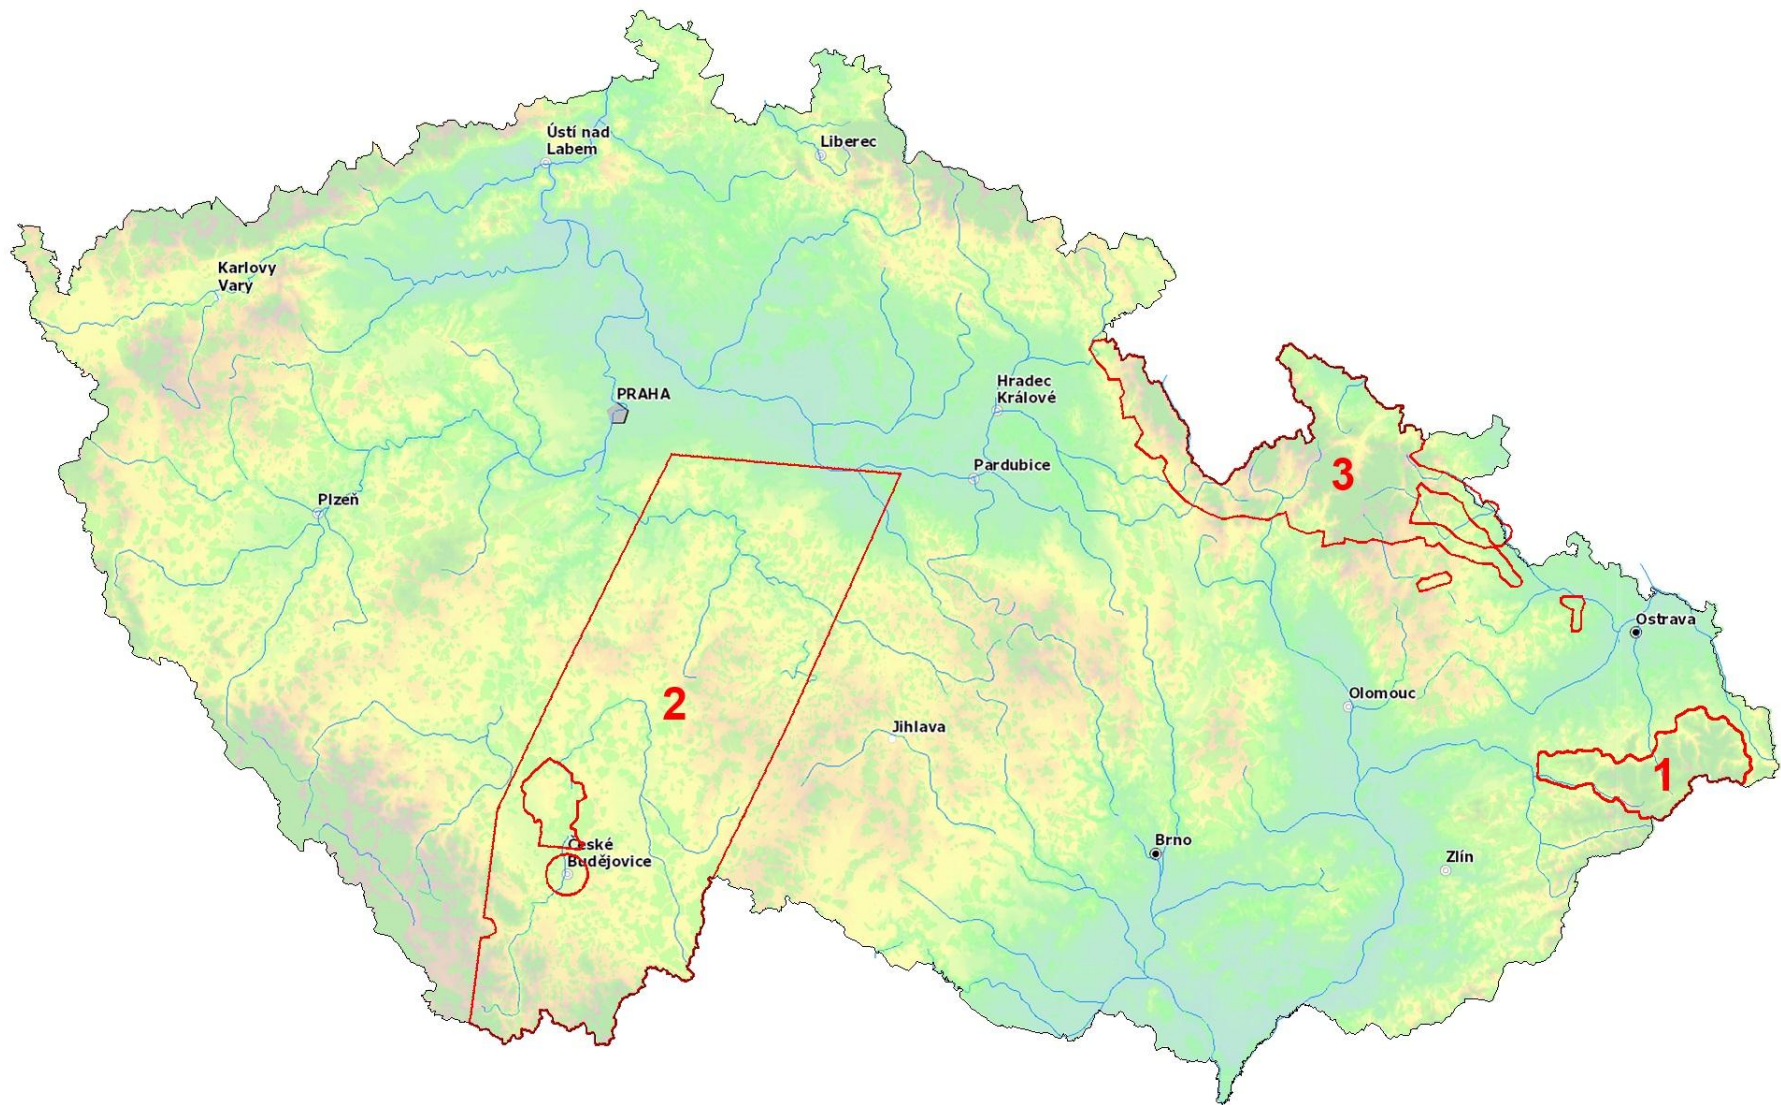 Ústí nad
Labem
Liberec
Karlovy
Vary
PRAHA
Hradec
Králové
Pardubice
Plzeň
3
Ostrava
2
Olomouc
Jihlava
1
České
Budějovice
Brno
Zlín